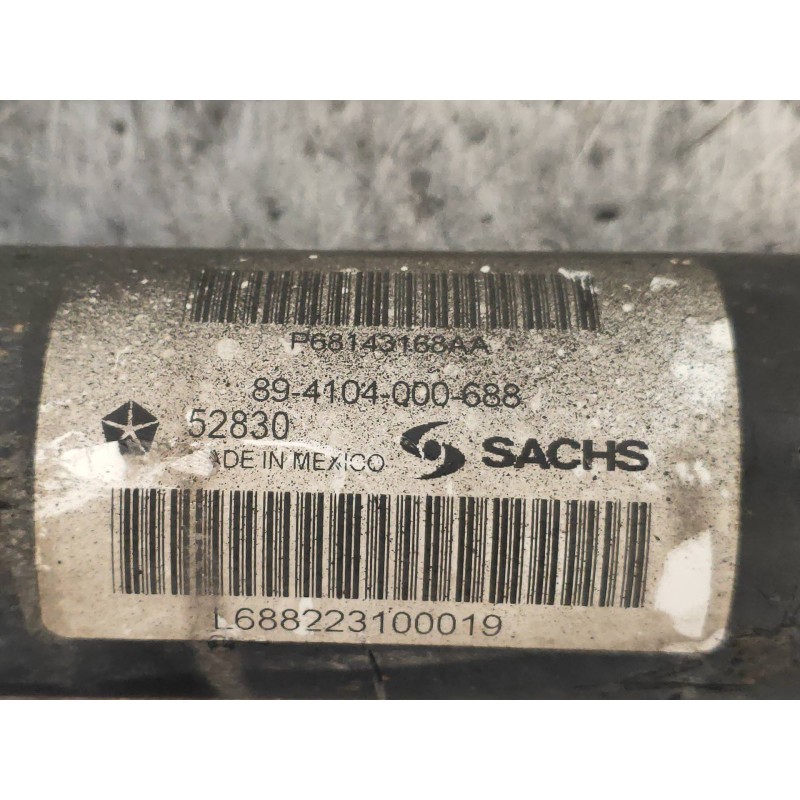 P68143168AA
89-4104-000-688
52830
ADE IN MEXICO
SACHS
L688223100019